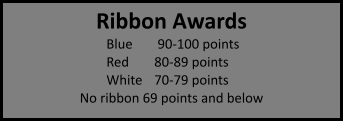 Ribbon Awards
Blue 90-100 points
Red 80-89 points
White 70-79 points
No ribbon 69 points and below